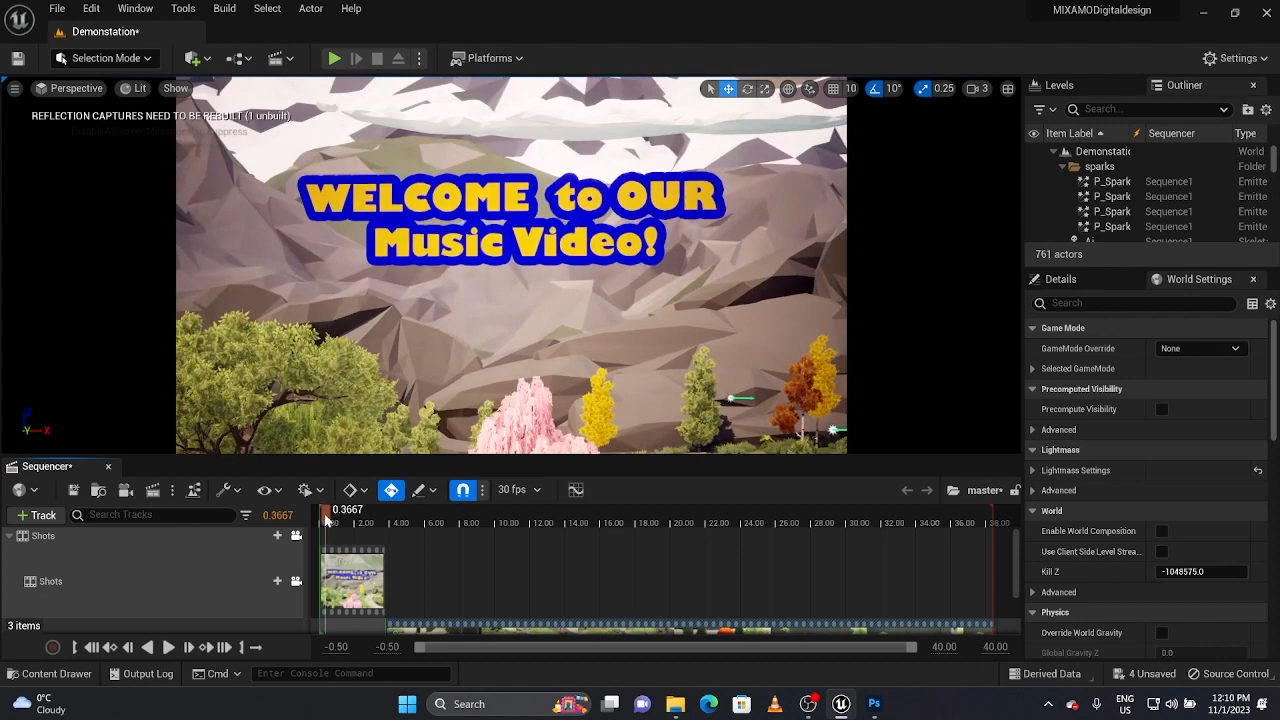 File Edit Window Tools Build Select Actor Help
MIXAMODigitaldesign
Demonstation*
Selection Mode
Platforms
Settings
Perspective Lit Show
10 10° 0.25 3
REFLECTION CAPTURES NEED TO BE REBUILT (1 unbuilt)
WELCOME to OUR
Music Video!
Levels
Outliner
Search...
Item Label Sequencer Type
Demonstatic World
sparks Folder
P_Spark Sequence1 Emitte
P_Spark Sequence1 Emitte
P_Spark Sequence1 Emitte
761 actors
Details
World Settings
Search
Game Mode
GameMode Override None
Selected GameMode
Precomputed Visibility
Precompute Visibility
Advanced
Lightmass
Lightmass Settings
Advanced
World
Enable World Composition
Use Client Side Level Strea...
Kill Z -1048575.0
Advanced
Physics
Override World Gravity
Global Gravity Z 0.0
Sequencer*
30 fps
master*
Track
Search Tracks
0.3667
0.3667
2.00 4.00 6.00 8.00 10.00 12.00 14.00 16.00 18.00 20.00 22.00 24.00 26.00 28.00 30.00 32.00 34.00 36.00 38.00
Shots
Shots
3 items
-0.50 -0.50 40.00 40.00
Content Drawer
Output Log
Cmd
Enter Console Command
Derived Data
4 Unsaved
Source Control
0°C
Cloudy
Search
ENG
US
12:10 PM
11/1/2023